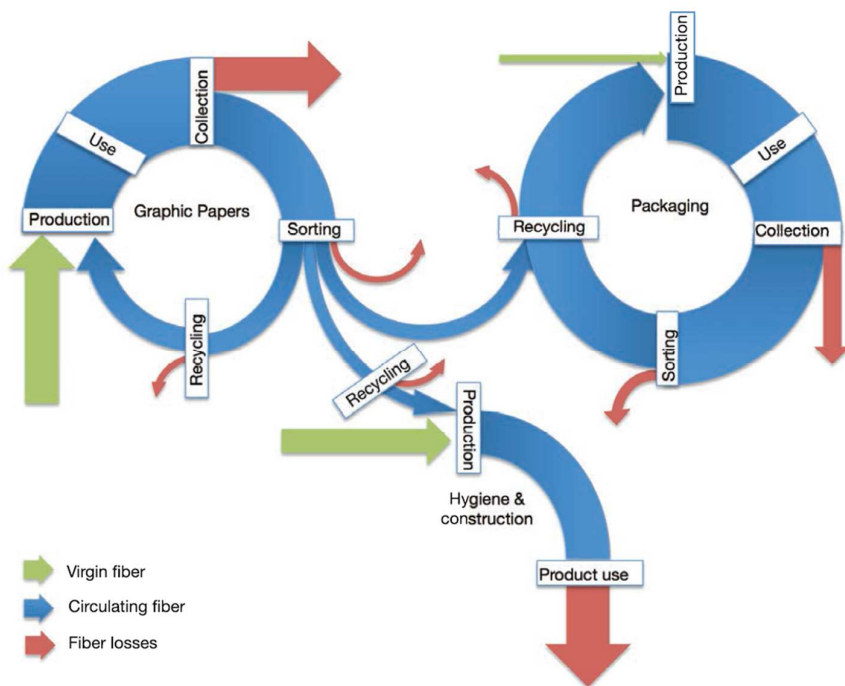 Production
Use
Collection
Graphic Papers
Sorting
Recycling
Recycling
Production
Hygiene &
construction
Product use
Production
Use
Collection
Packaging
Recycling
Sorting
Virgin fiber
Circulating fiber
Fiber losses